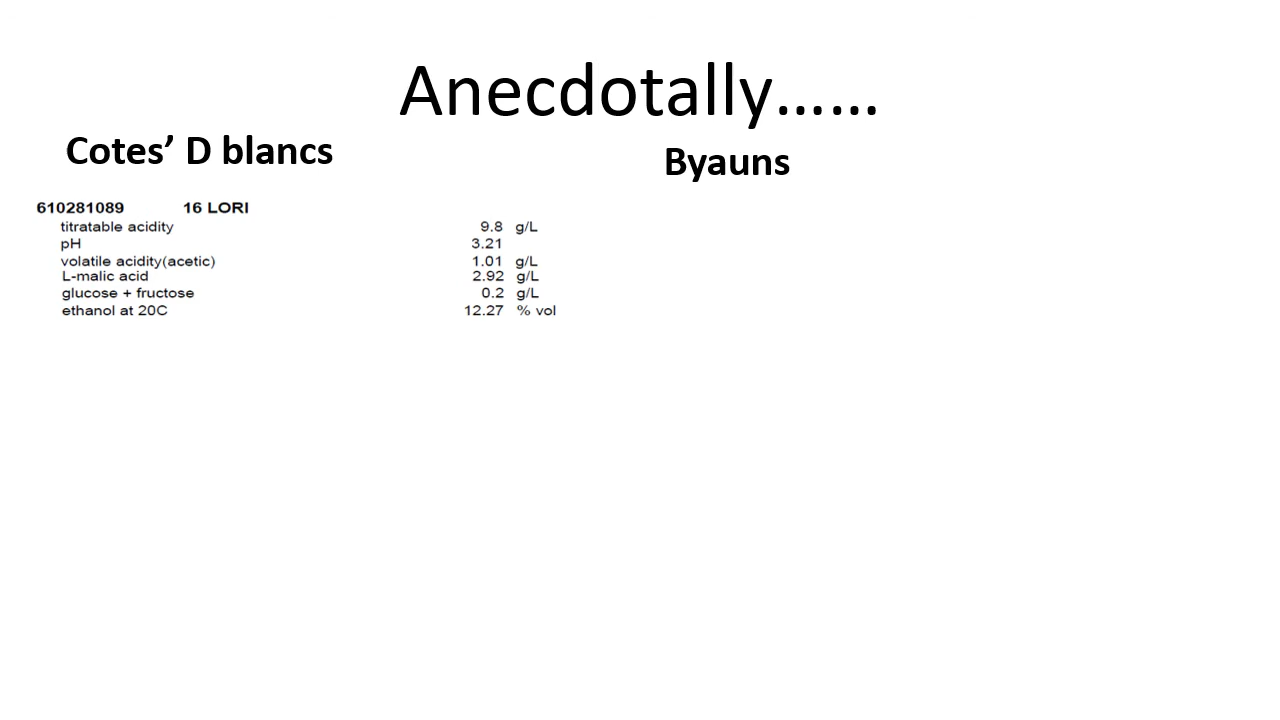 Anecdotally……
Cotes’ D blancs
Byauns
610281089 16 LORI
titratable acidity 9.8 g/L
pH 3.21
volatile acidity(acetic) 1.01 g/L
L-malic acid 2.92 g/L
glucose + fructose 0.2 g/L
ethanol at 20C 12.27 % vol